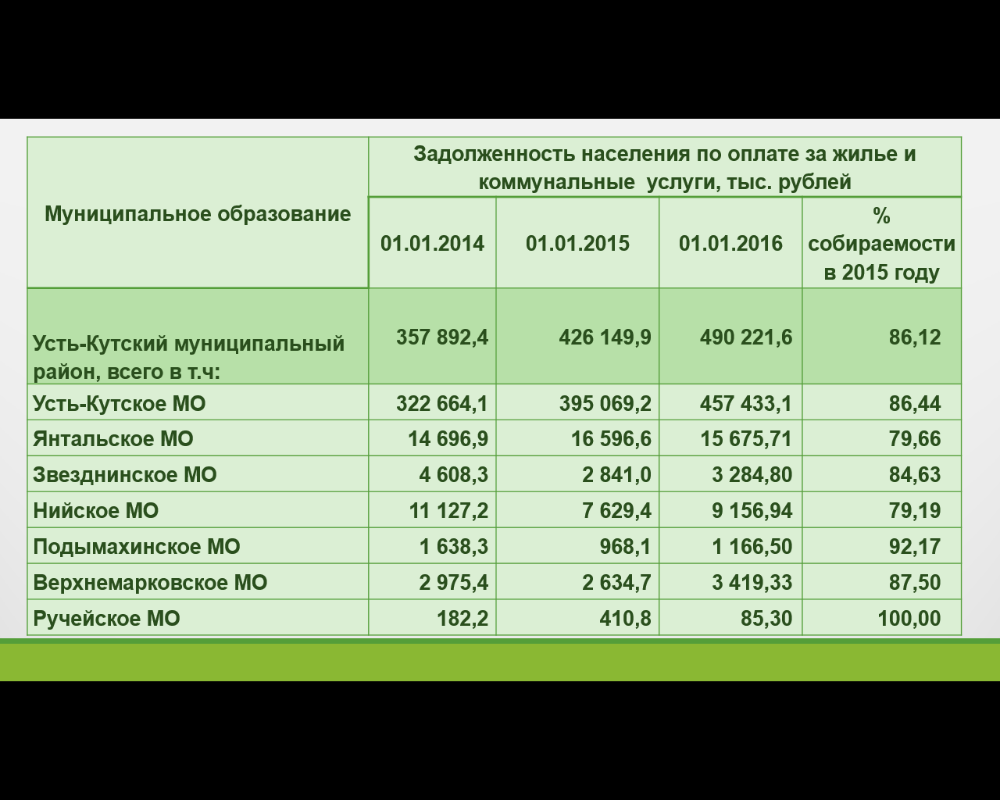 Муниципальное образование
Задолженность населения по оплате за жилье и
коммунальные  услуги, тыс. рублей
01.01.2014
01.01.2015
01.01.2016
%
собираемости
в 2015 году
Усть-Кутский муниципальный
район, всего в т.ч:
357 892,4
426 149,9
490 221,6
86,12
Усть-Кутское МО
322 664,1
395 069,2
457 433,1
86,44
Янтальское МО
14 696,9
16 596,6
15 675,71
79,66
Звезднинское МО
4 608,3
2 841,0
3 284,80
84,63
Нийское МО
11 127,2
7 629,4
9 156,94
79,19
Подымахинское МО
1 638,3
968,1
1 166,50
92,17
Верхнемарковское МО
2 975,4
2 634,7
3 419,33
87,50
Ручейское МО
182,2
410,8
85,30
100,00